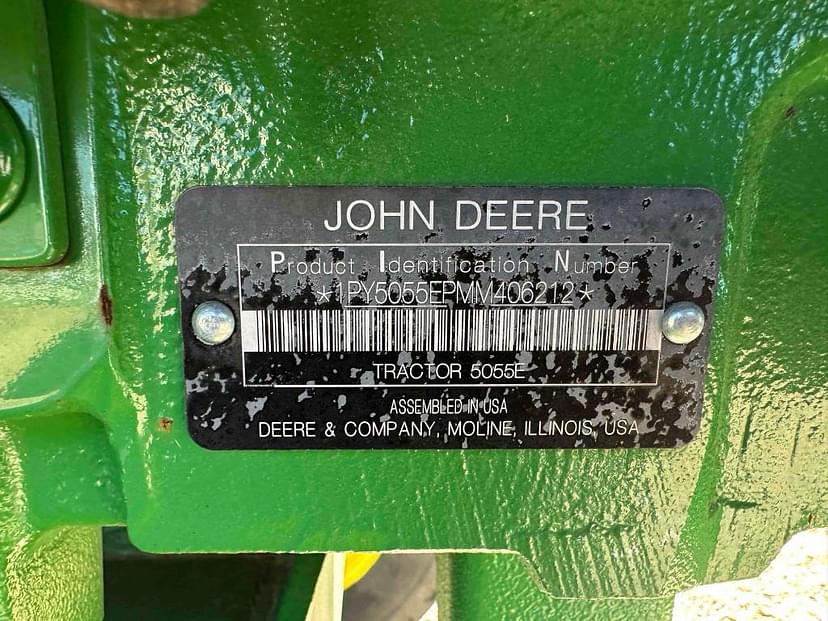 JOHN DEERE
Product Identification Number
*1PY5055EPMM406212*
TRACTOR 5055E
ASSEMBLED IN USA
DEERE & COMPANY, MOLINE, ILLINOIS, USA